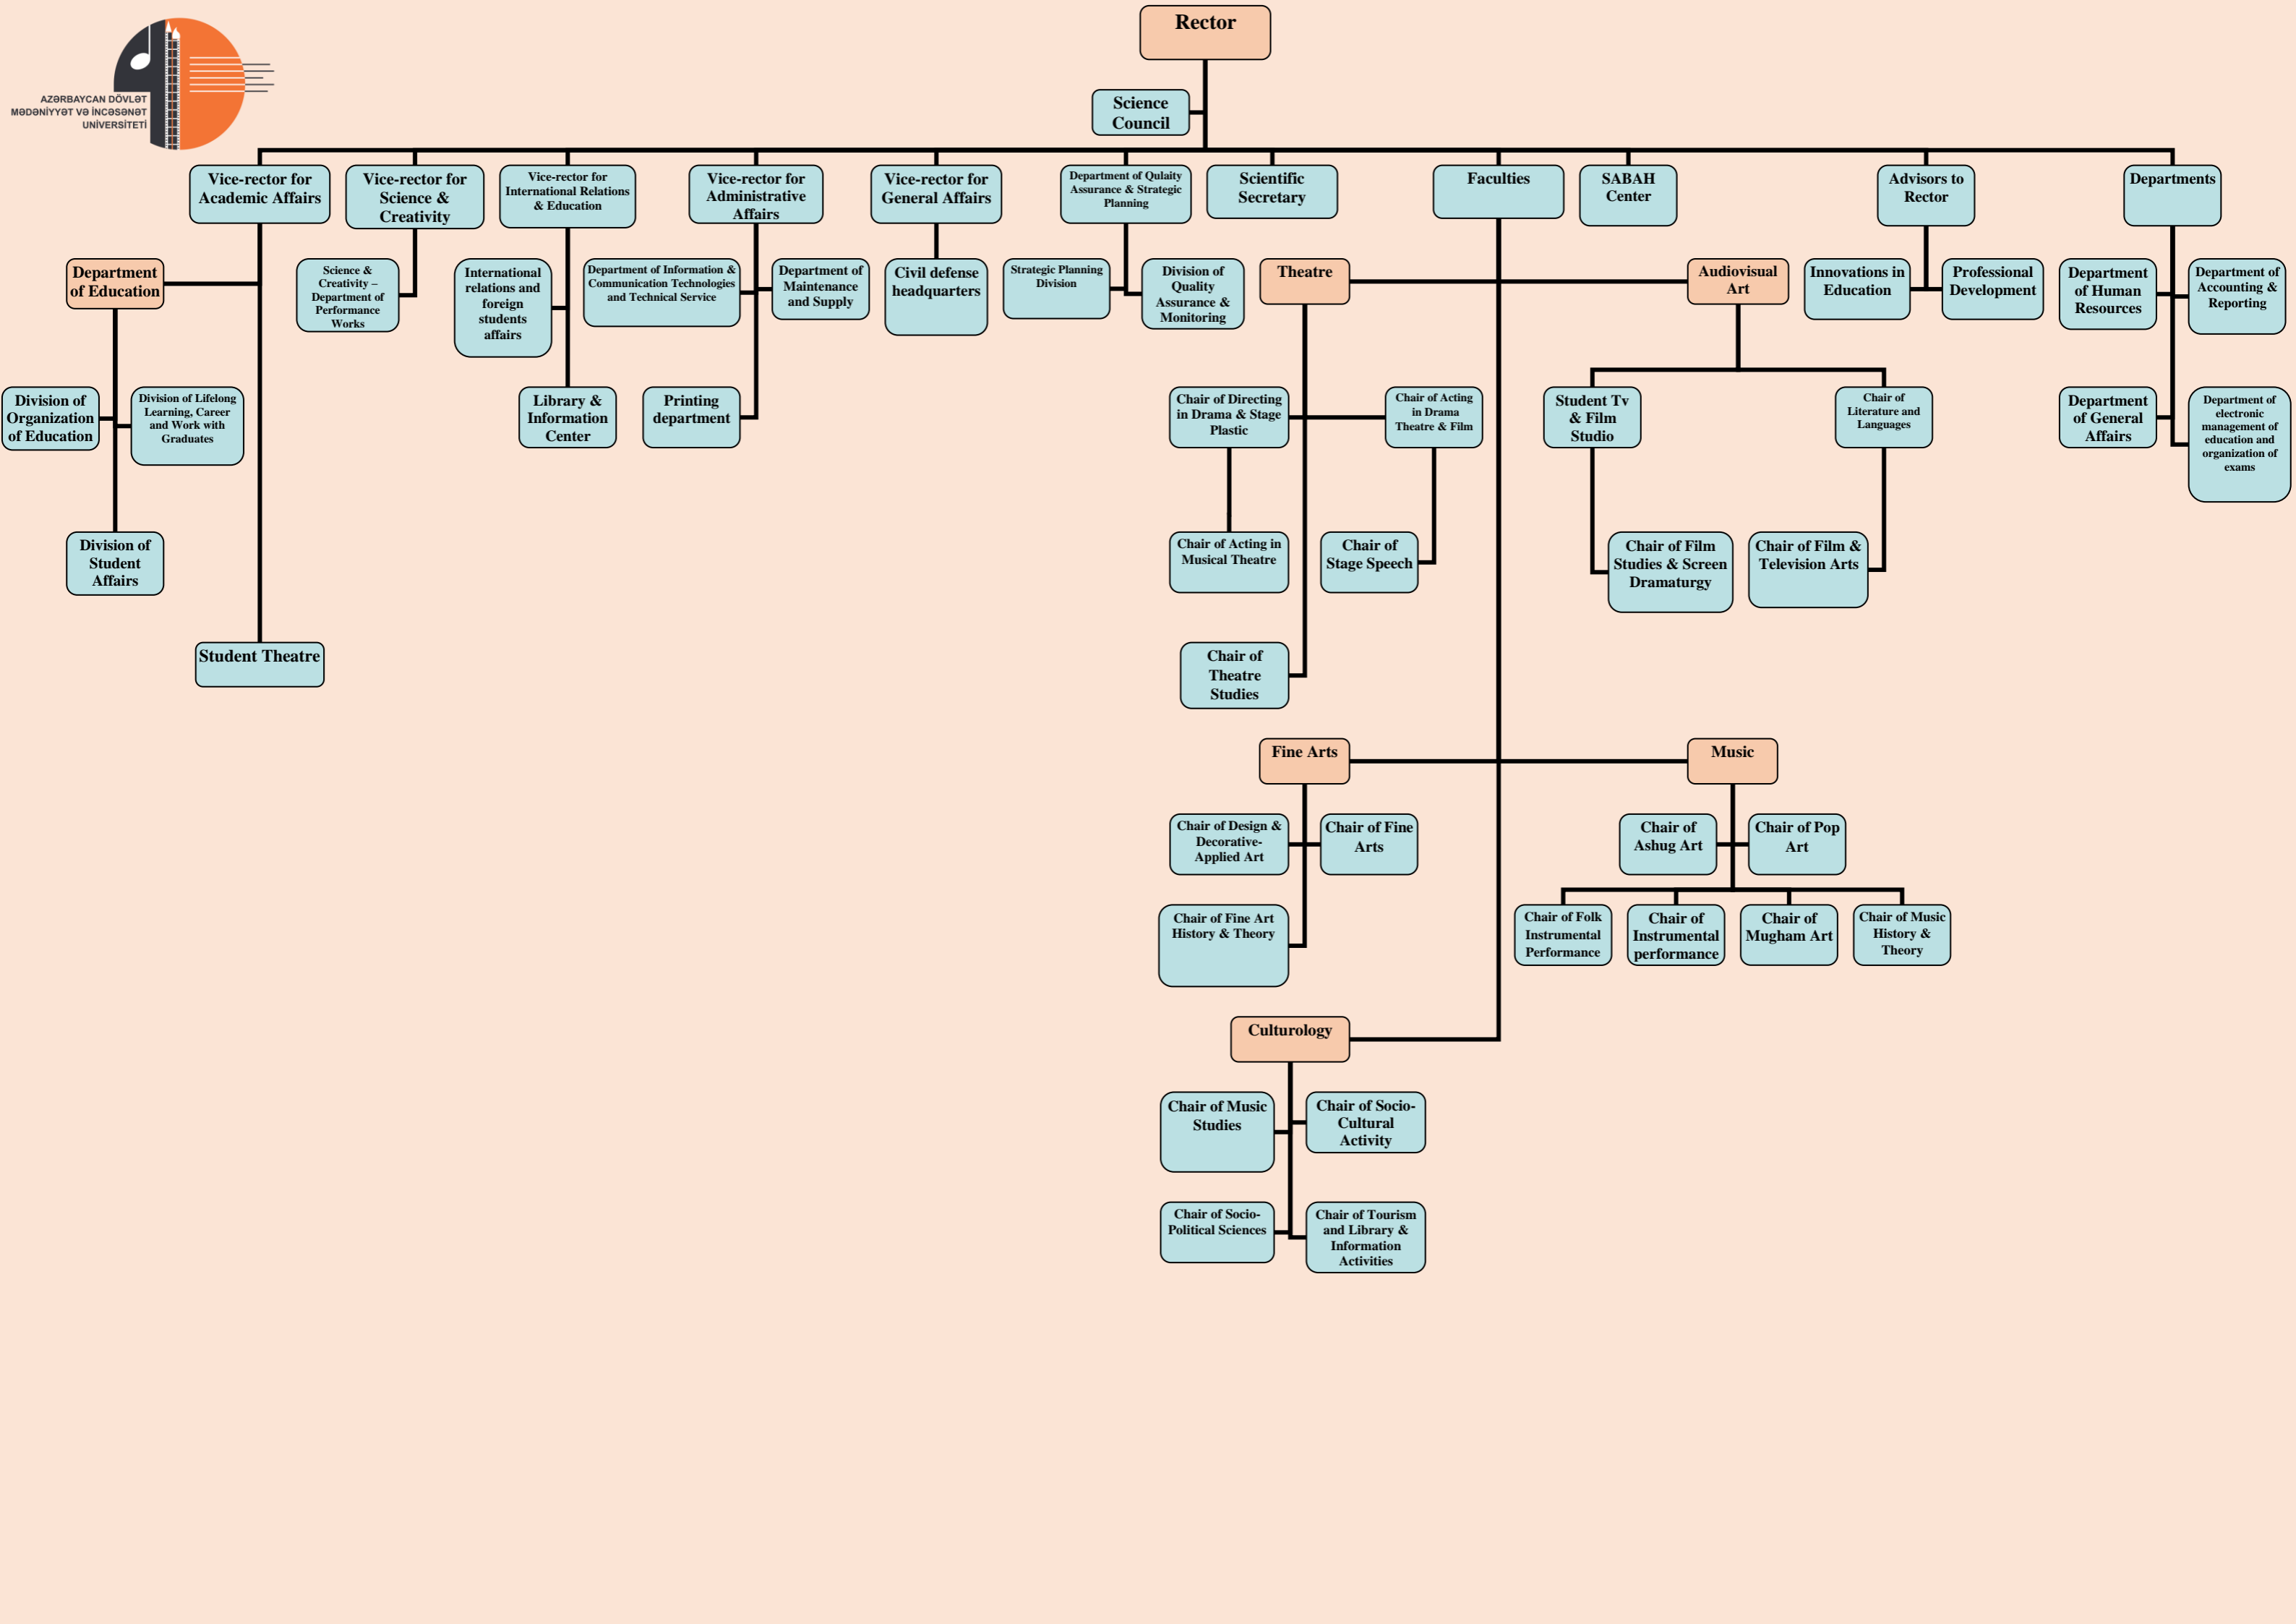 Rector
AZƏRBAYCAN DÖVLƏT
MƏDƏNİYYƏT VƏ İNCƏSƏNƏT
UNİVERSİTETİ
Science
Council
Vice-rector for
Academic Affairs
Vice-rector for
Science &
Creativity
Vice-rector for
International Relations
& Education
Vice-rector for
Administrative
Affairs
Vice-rector for
General Affairs
Department of Qulaity
Assurance & Strategic
Planning
Scientific
Secretary
Faculties
SABAH
Center
Advisors to
Rector
Departments
Department
of Education
Science &
Creativity –
Department of
Performance
Works
International
relations and
foreign
students
affairs
Department of Information &
Communication Technologies
and Technical Service
Department of
Maintenance
and Supply
Civil defense
headquarters
Strategic Planning
Division
Division of
Quality
Assurance &
Monitoring
Theatre
Audiovisual
Art
Innovations in
Education
Professional
Development
Department
of Human
Resources
Department of
Accounting &
Reporting
Division of
Organization
of Education
Division of Lifelong
Learning, Career
and Work with
Graduates
Library &
Information
Center
Printing
department
Chair of Directing
in Drama & Stage
Plastic
Chair of Acting
in Drama
Theatre & Film
Student Tv
& Film
Studio
Chair of
Literature and
Languages
Department
of General
Affairs
Department of
electronic
management of
education and
organization of
exams
Division of
Student
Affairs
Chair of Acting in
Musical Theatre
Chair of
Stage Speech
Chair of Film
Studies & Screen
Dramaturgy
Chair of Film &
Television Arts
Student Theatre
Chair of
Theatre
Studies
Fine Arts
Music
Chair of Design &
Decorative-
Applied Art
Chair of Fine
Arts
Chair of
Ashug Art
Chair of Pop
Art
Chair of Fine Art
History & Theory
Chair of Folk
Instrumental
Performance
Chair of
Instrumental
performance
Chair of
Mugham Art
Chair of Music
History &
Theory
Culturology
Chair of Music
Studies
Chair of Socio-
Cultural
Activity
Chair of Socio-
Political Sciences
Chair of Tourism
and Library &
Information
Activities